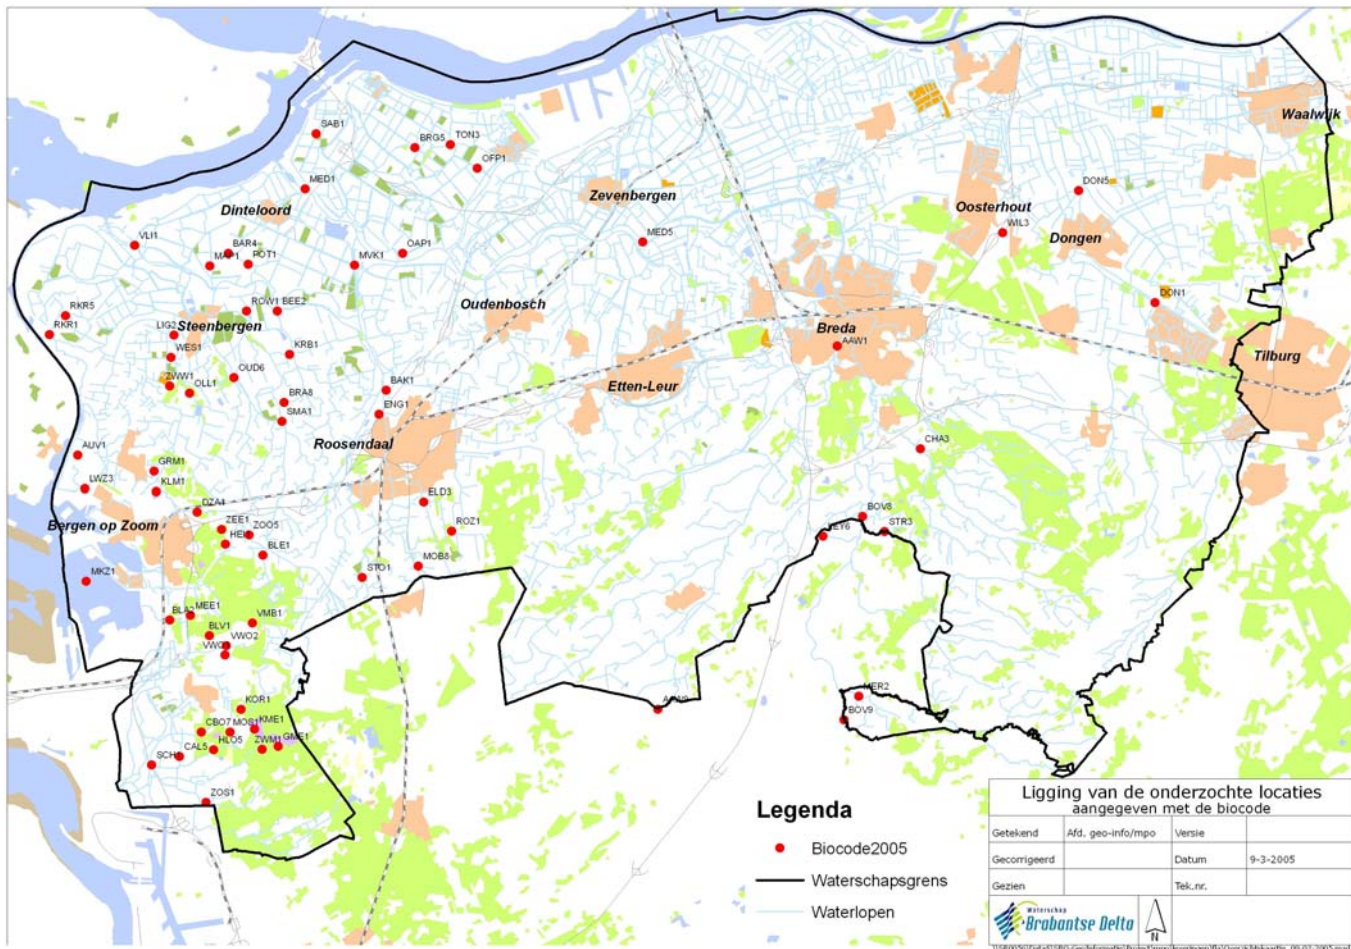 Waalwijk
SAB1
BRG5
TON3
OFP1
MED1
Zevenbergen
DON5
Dinteloord
Oosterhout
WIL3
Dongen
VLI1
BAR4
MED5
OAP1
MAP1
POT1
MVK1
DON1
RKR5
ROW1
BEE2
Oudenbosch
RKR1
LIG2
Steenbergen
Breda
AAW1
Tilburg
WES1
KRB1
OUD6
Etten-Leur
ZWW1
OLL1
BAK1
BRA8
SMA1
ENG1
Roosendaal
AUV1
CHA3
GRM1
LWZ3
KLM1
ELD3
DZA1
BOV8
Bergen op Zoom
ZEE1
ZOO5
ROZ1
STR3
BLE1
MOB8
MKZ1
STO1
MEE1
VMB1
BLV1
VWO2
MER2
KOR1
BOV9
CBO7
MOS1
KME1
HLO5
ZWM1
GME1
CAL5
ZOS1
Legenda
Biocode2005
Waterschapsgrens
Waterlopen
Ligging van de onderzochte locaties
aangegeven met de biocode
Getekend Afd. geo-info/mpo Versie
Gecorrigeerd Datum 9-3-2005
Gezien Tek.nr.
Waterschap
Brabantse Delta
N